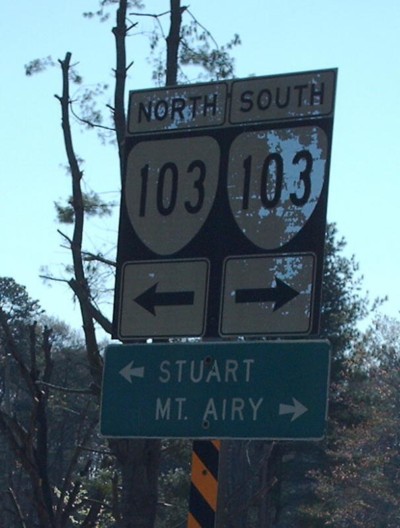 NORTH SOUTH
103 103
STUART
MT. AIRY